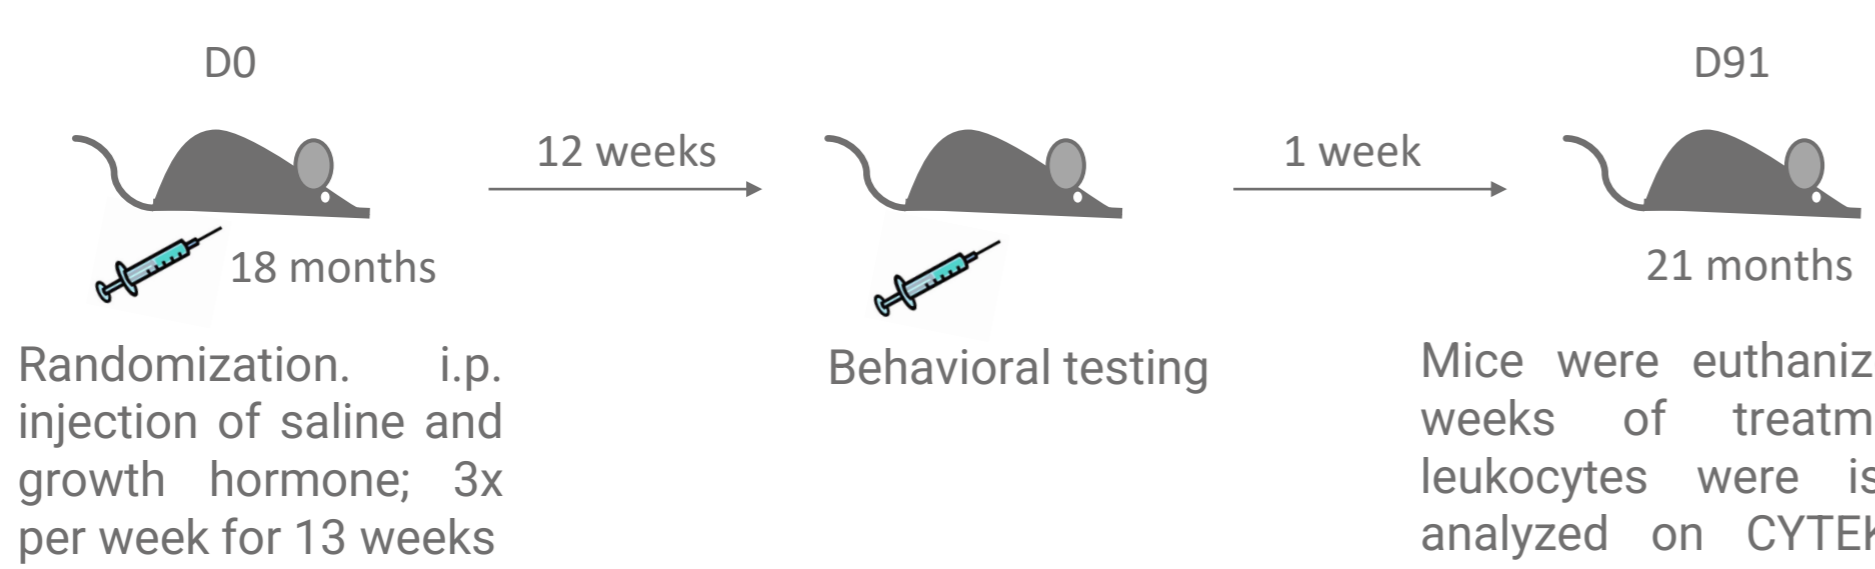 D0
D91
12 weeks
1 week
18 months
21 months
Randomization. i.p.
injection of saline and
growth hormone; 3x
per week for 13 weeks
Behavioral testing
Mice were
weeks of
leukocytes were
analyzed on